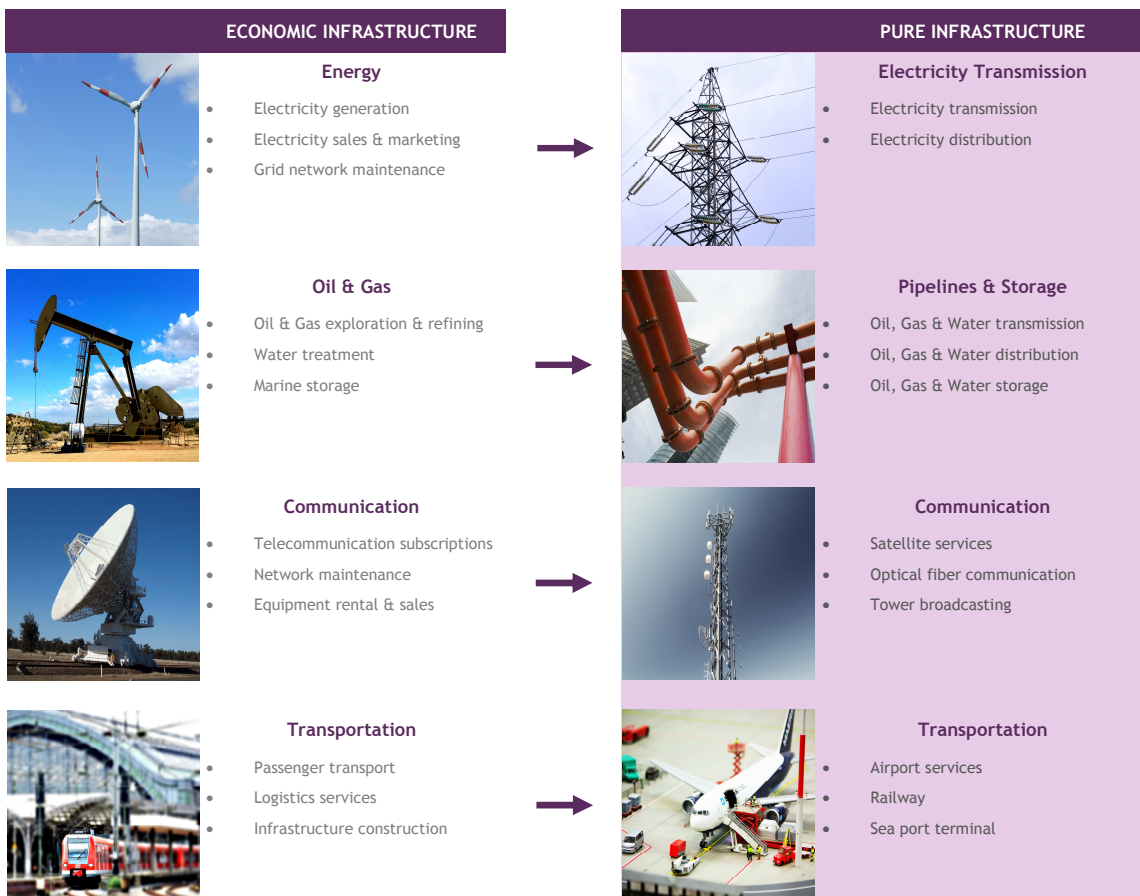 ECONOMIC INFRASTRUCTURE
Energy
• Electricity generation
• Electricity sales & marketing
• Grid network maintenance
Oil & Gas
• Oil & Gas exploration & refining
• Water treatment
• Marine storage
Communication
• Telecommunication subscriptions
• Network maintenance
• Equipment rental & sales
Transportation
• Passenger transport
• Logistics services
• Infrastructure construction
PURE INFRASTRUCTURE
Electricity Transmission
• Electricity transmission
• Electricity distribution
Pipelines & Storage
• Oil, Gas & Water transmission
• Oil, Gas & Water distribution
• Oil, Gas & Water storage
Communication
• Satellite services
• Optical fiber communication
• Tower broadcasting
Transportation
• Airport services
• Railway
• Sea port terminal